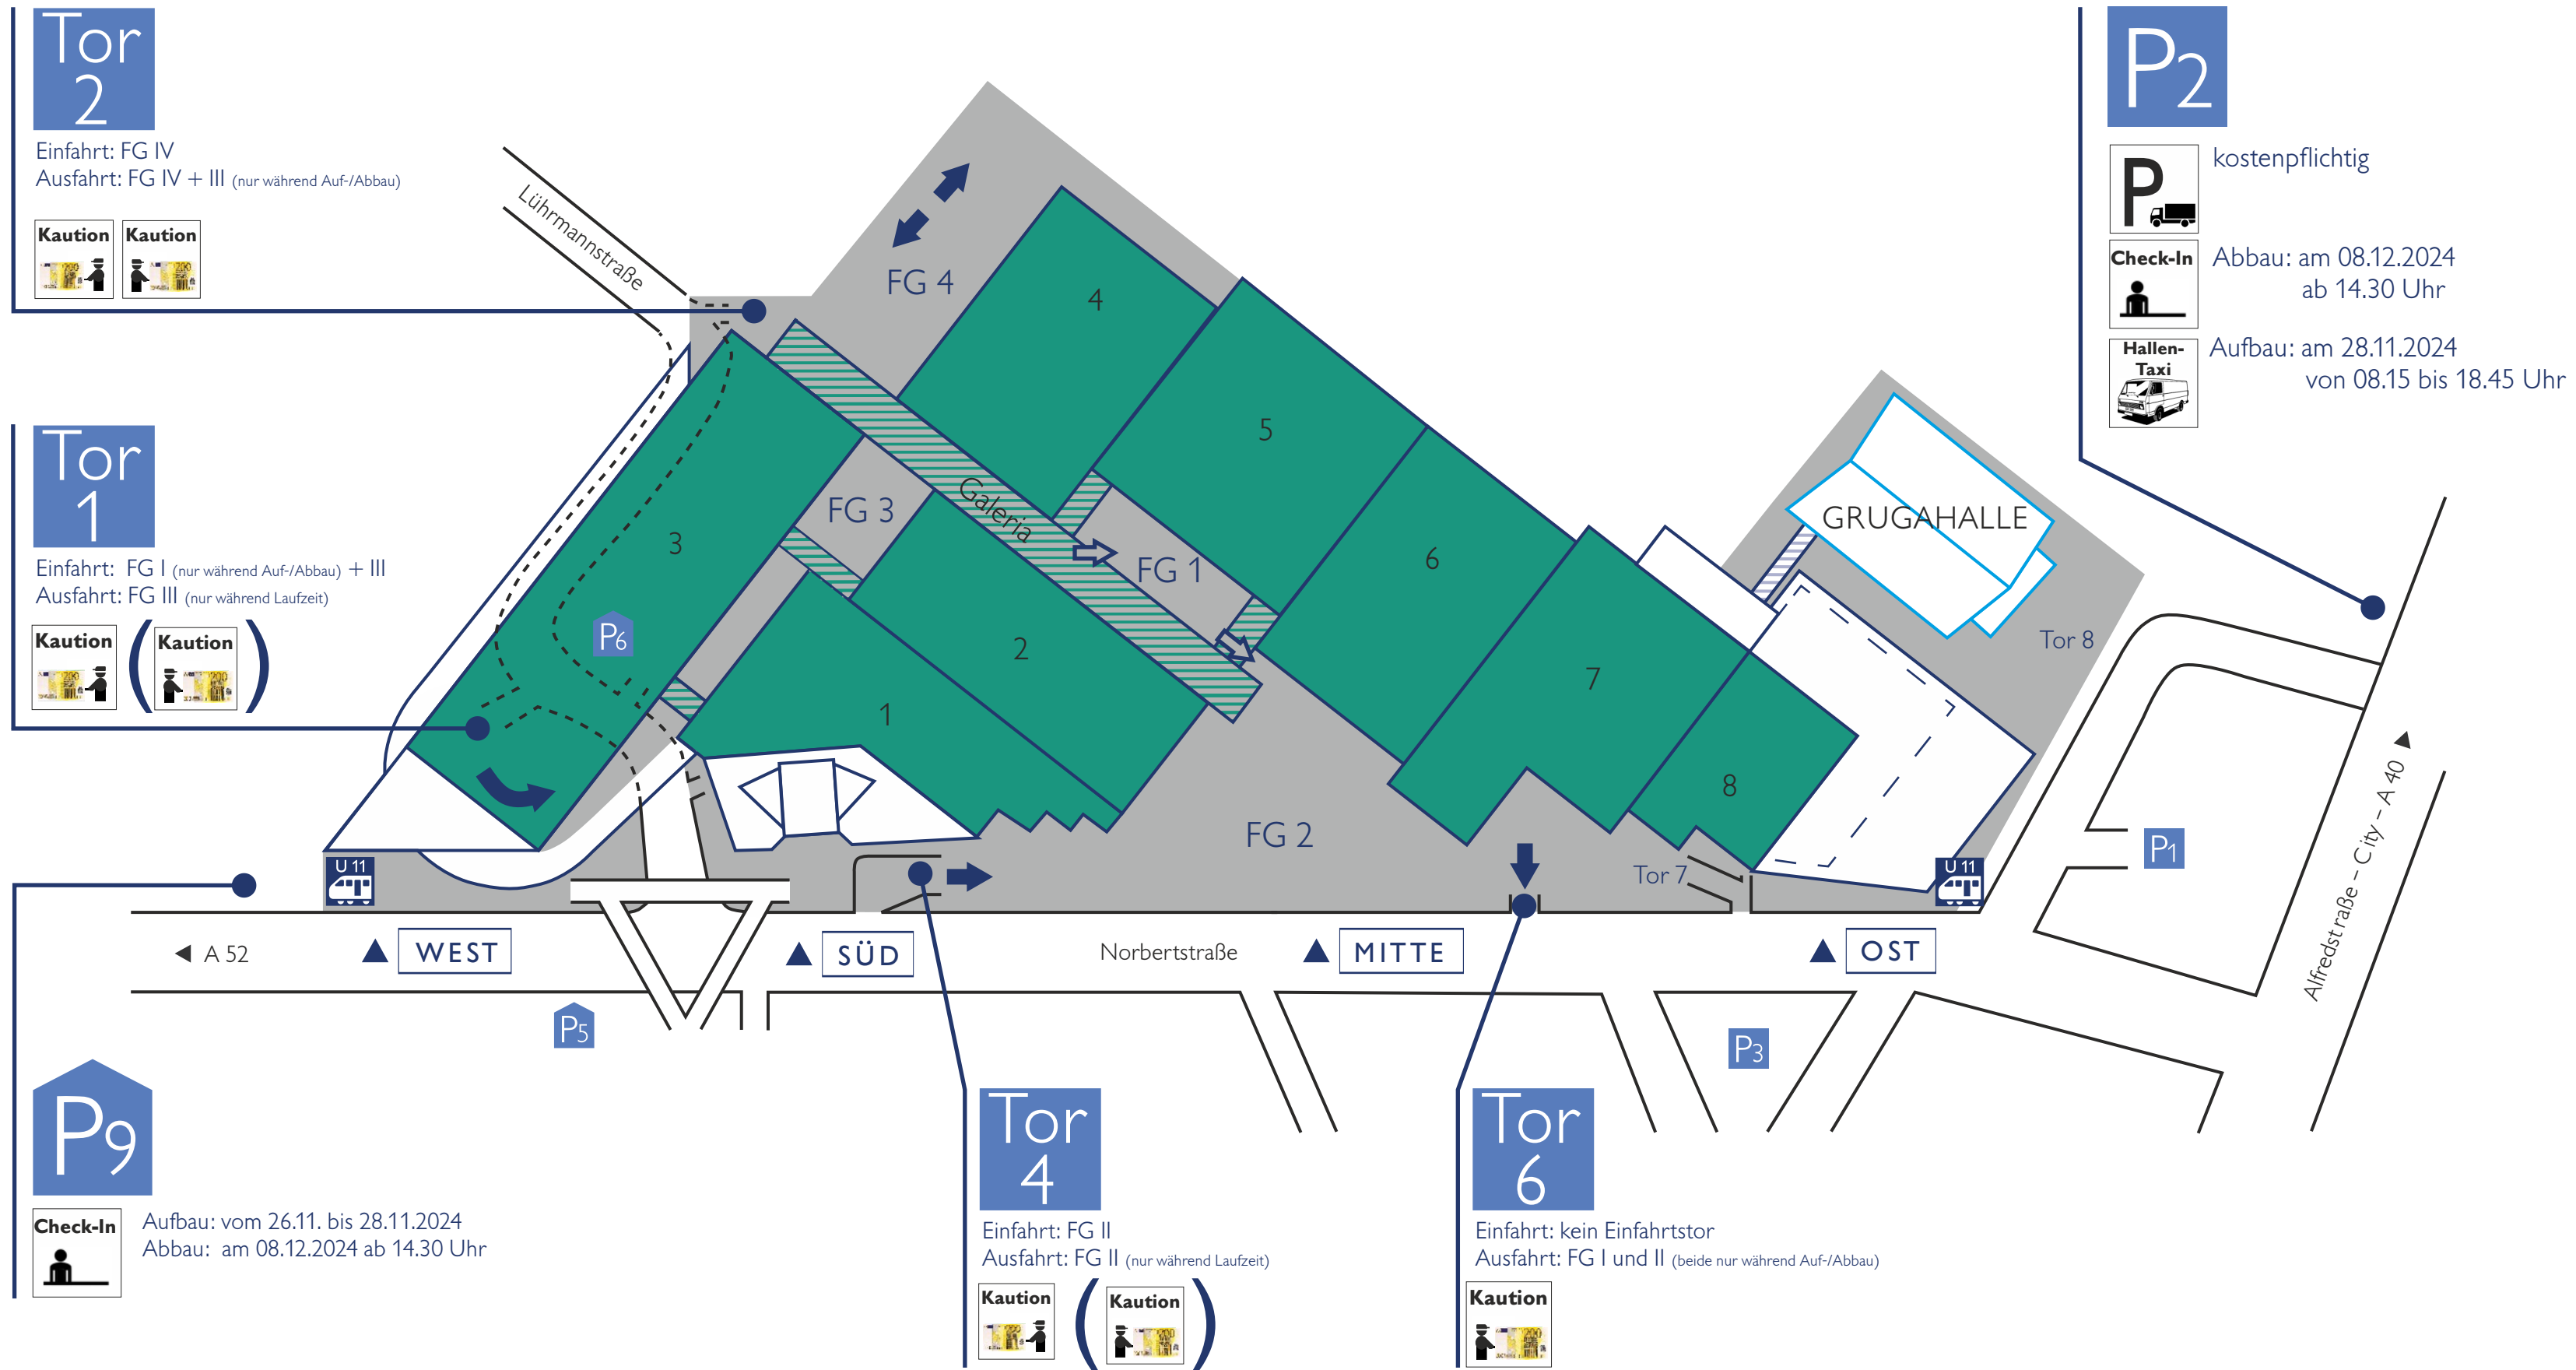 Tor
2
Einfahrt: FG IV
Ausfahrt: FG IV + III (nur während Auf-/Abbau)
Kaution
Kaution
Tor
1
Einfahrt: FG I (nur während Auf-/Abbau) + III
Ausfahrt: FG III (nur während Laufzeit)
Kaution
(Kaution)
P9
Check-In
Aufbau: vom 26.11. bis 28.11.2024
Abbau: am 08.12.2024 ab 14.30 Uhr
P2
P
kostenpflichtig
Check-In
Abbau: am 08.12.2024
ab 14.30 Uhr
Hallen-
Taxi
Aufbau: am 28.11.2024
von 08.15 bis 18.45 Uhr
Lührmannstraße
FG 4
4
5
Galeria
FG 3
3
FG 1
6
GRUGAHALLE
P6
2
7
Tor 8
1
8
FG 2
Tor 7
U 11
U 11
P1
Alfredstraße – City – A 40 ▲
◀ A 52
▲ WEST
▲ SÜD
Norbertstraße
▲ MITTE
▲ OST
P5
P3
Tor
4
Einfahrt: FG II
Ausfahrt: FG II (nur während Laufzeit)
Kaution
(Kaution)
Tor
6
Einfahrt: kein Einfahrtstor
Ausfahrt: FG I und II (beide nur während Auf-/Abbau)
Kaution